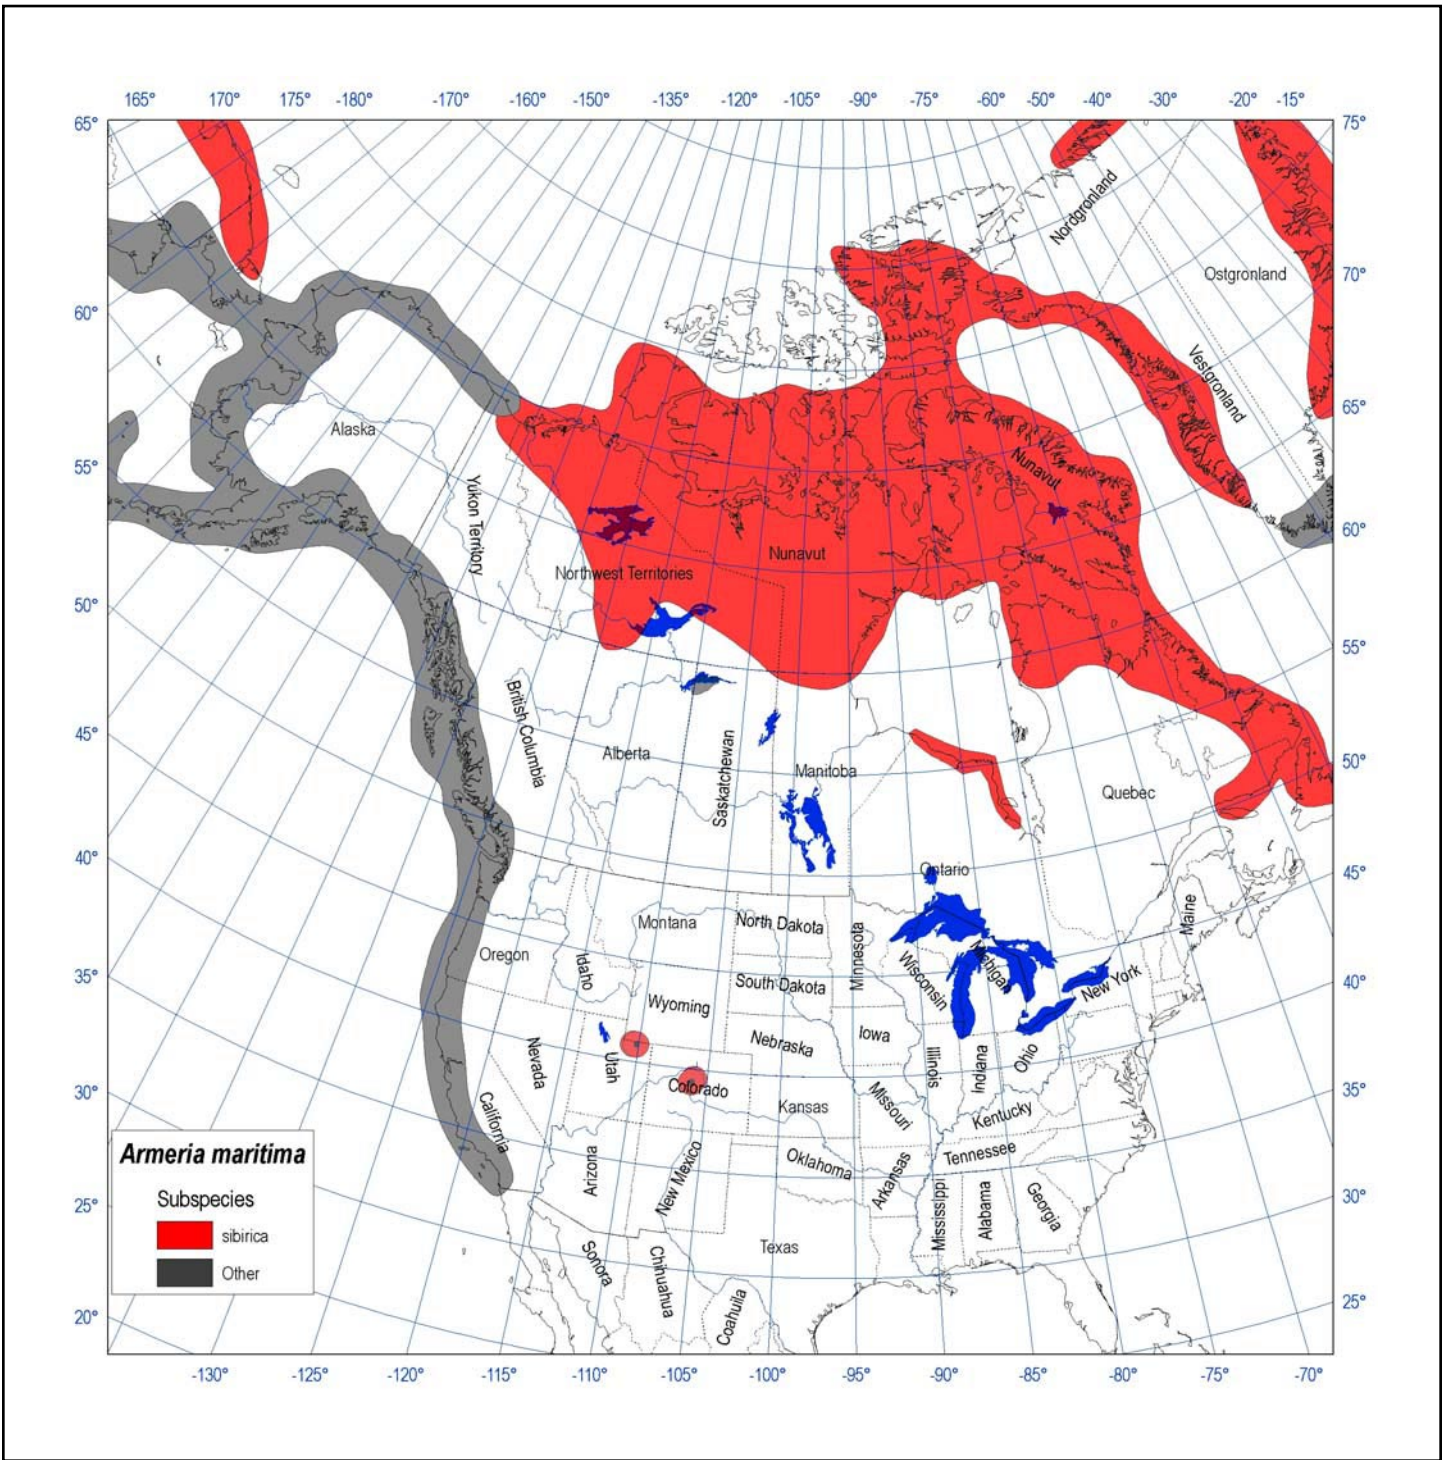 165° 170° 175° -180° -170° -160° -150° -135° -120° -105° -90° -75° -60° -50° -40° -30° -20° -15°
65° 75°
Nordgronland
Ostgronland 70°
60°
Vestgronland
65°
Alaska
55°
Nunavut
Yukon Territory
60°
Nunavut
Northwest Territories
50°
55°
British Columbia
45°
Alberta
Saskatchewan
Manitoba
50°
Quebec
40°
Ontario
45°
Maine
Montana
North Dakota
Minnesota
Oregon
Idaho
Michigan
35°
Wisconsin
South Dakota
New York
40°
Wyoming
Iowa
Nebraska
Nevada
Utah
Illinois
Indiana
Ohio
30°
Colorado
35°
Kansas
Missouri
California
Kentucky
Armeria maritima
Tennessee
Oklahoma
Arizona
New Mexico
Arkansas
Subspecies
25°
30°
Mississippi
Alabama
Georgia
sibirica
Texas
Sonora
Chihuahua
Other
25°
20°
Coahuila
-130° -125° -120° -115° -110° -105° -100° -95° -90° -85° -80° -75° -70°